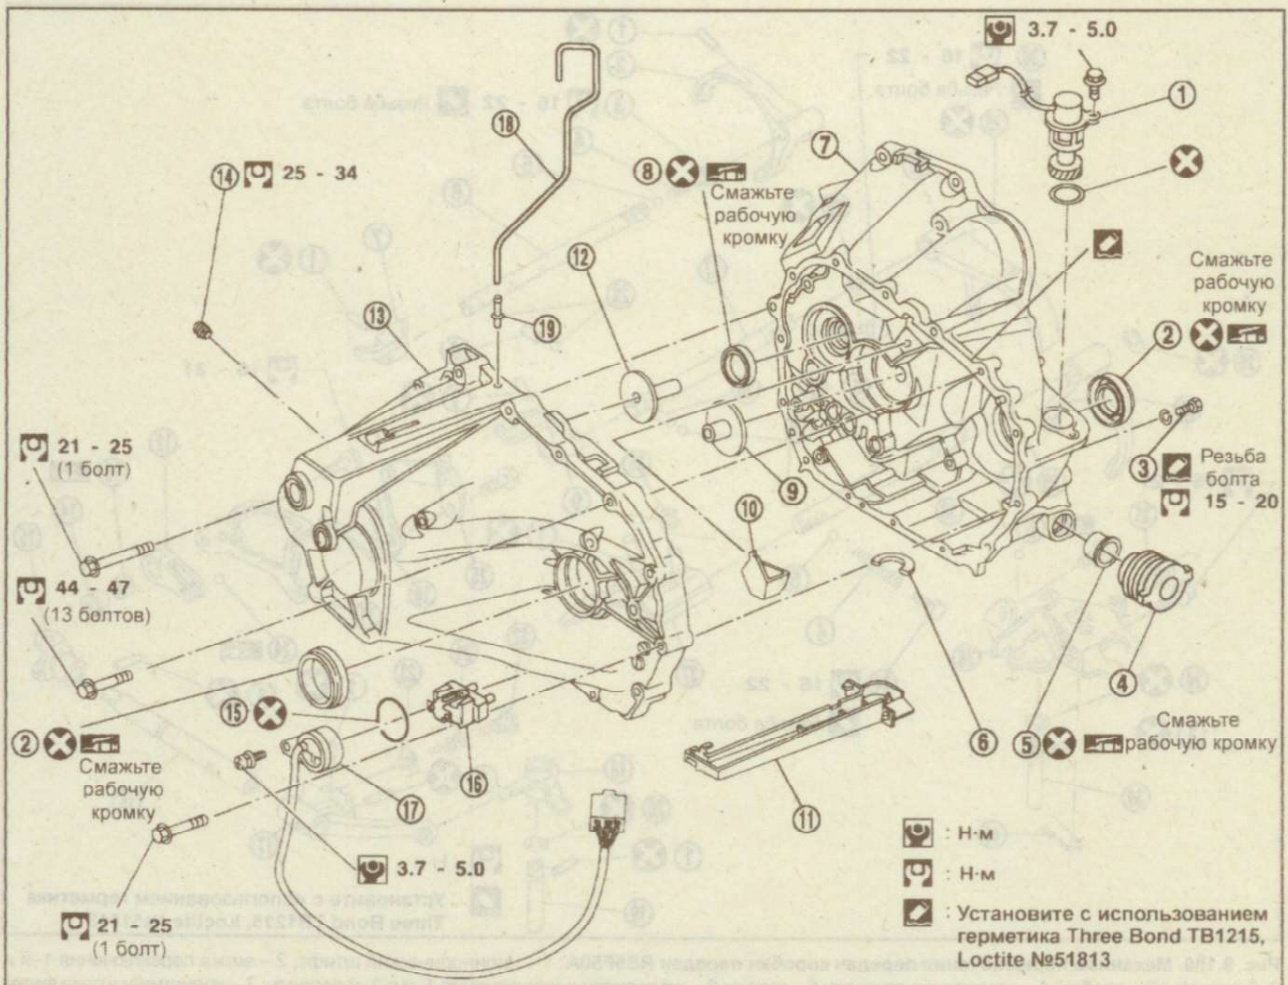 3.7 - 5.0
1
18
7
14 25 - 34
8
Смажьте
рабочую
кромку
12
Смажьте
рабочую
кромку
13
19
2
21 - 25
(1 болт)
3 Резьба
болта
15 - 20
9
10
44 - 47
(13 болтов)
4
15
6
5
Смажьте
рабочую кромку
2
Смажьте
рабочую
кромку
16
17
11
3.7 - 5.0
21 - 25
(1 болт)
: Н·м
: Н·м
: Установите с использованием
герметика Three Bond TB1215,
Loctite №51813